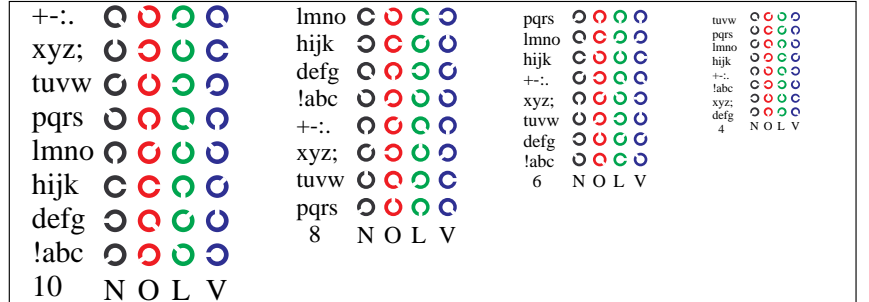 +-:.
xyz;
tuvw
pqrs
lmno
hijk
defg
!abc
10 N O L V
lmno
hijk
defg
!abc
+-:.
xyz;
tuvw
pqrs
8 N O L V
pqrs
lmno
hijk
+-:.
xyz;
tuvw
defg
!abc
6 N O L V
tuvw
pqrs
lmno
hijk
+-:.
!abc
xyz;
defg
4 N O L V